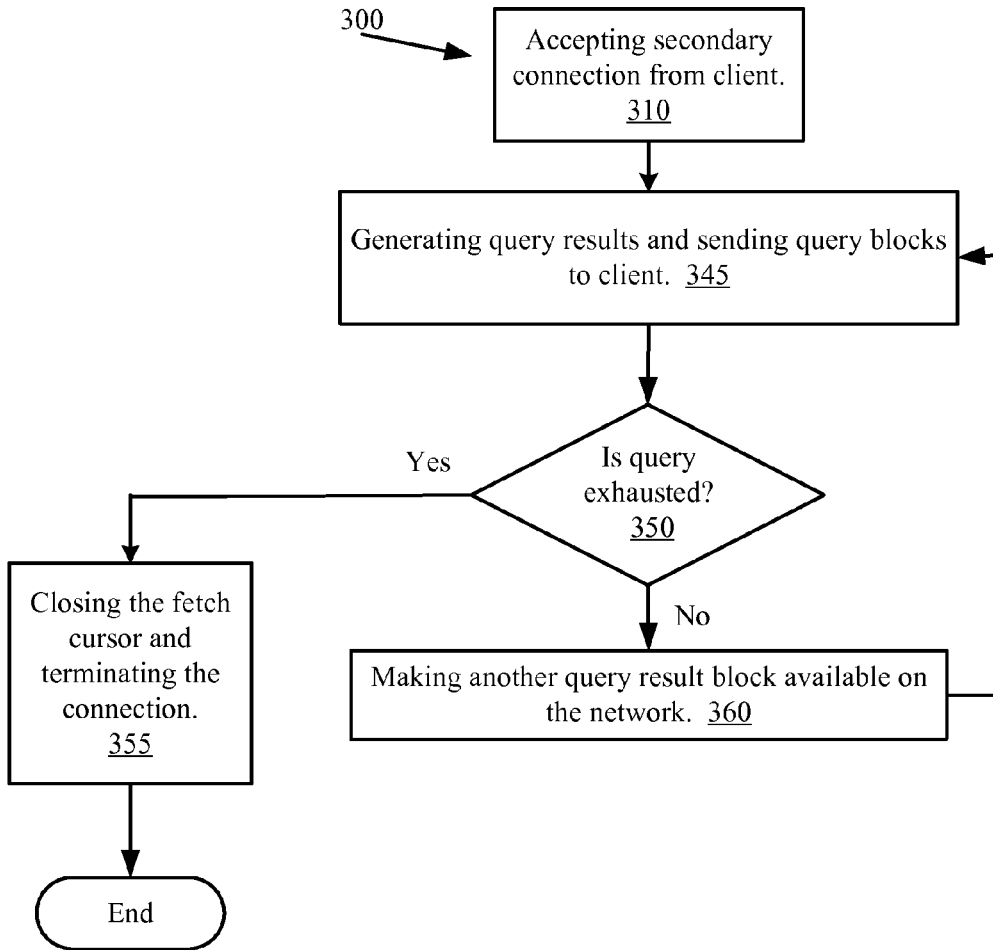 300
Accepting secondary
connection from client.
310
Generating query results and sending query blocks
to client. 345
Is query
exhausted?
350
Yes
No
Closing the fetch
cursor and
terminating the
connection.
355
Making another query result block available on
the network. 360
End